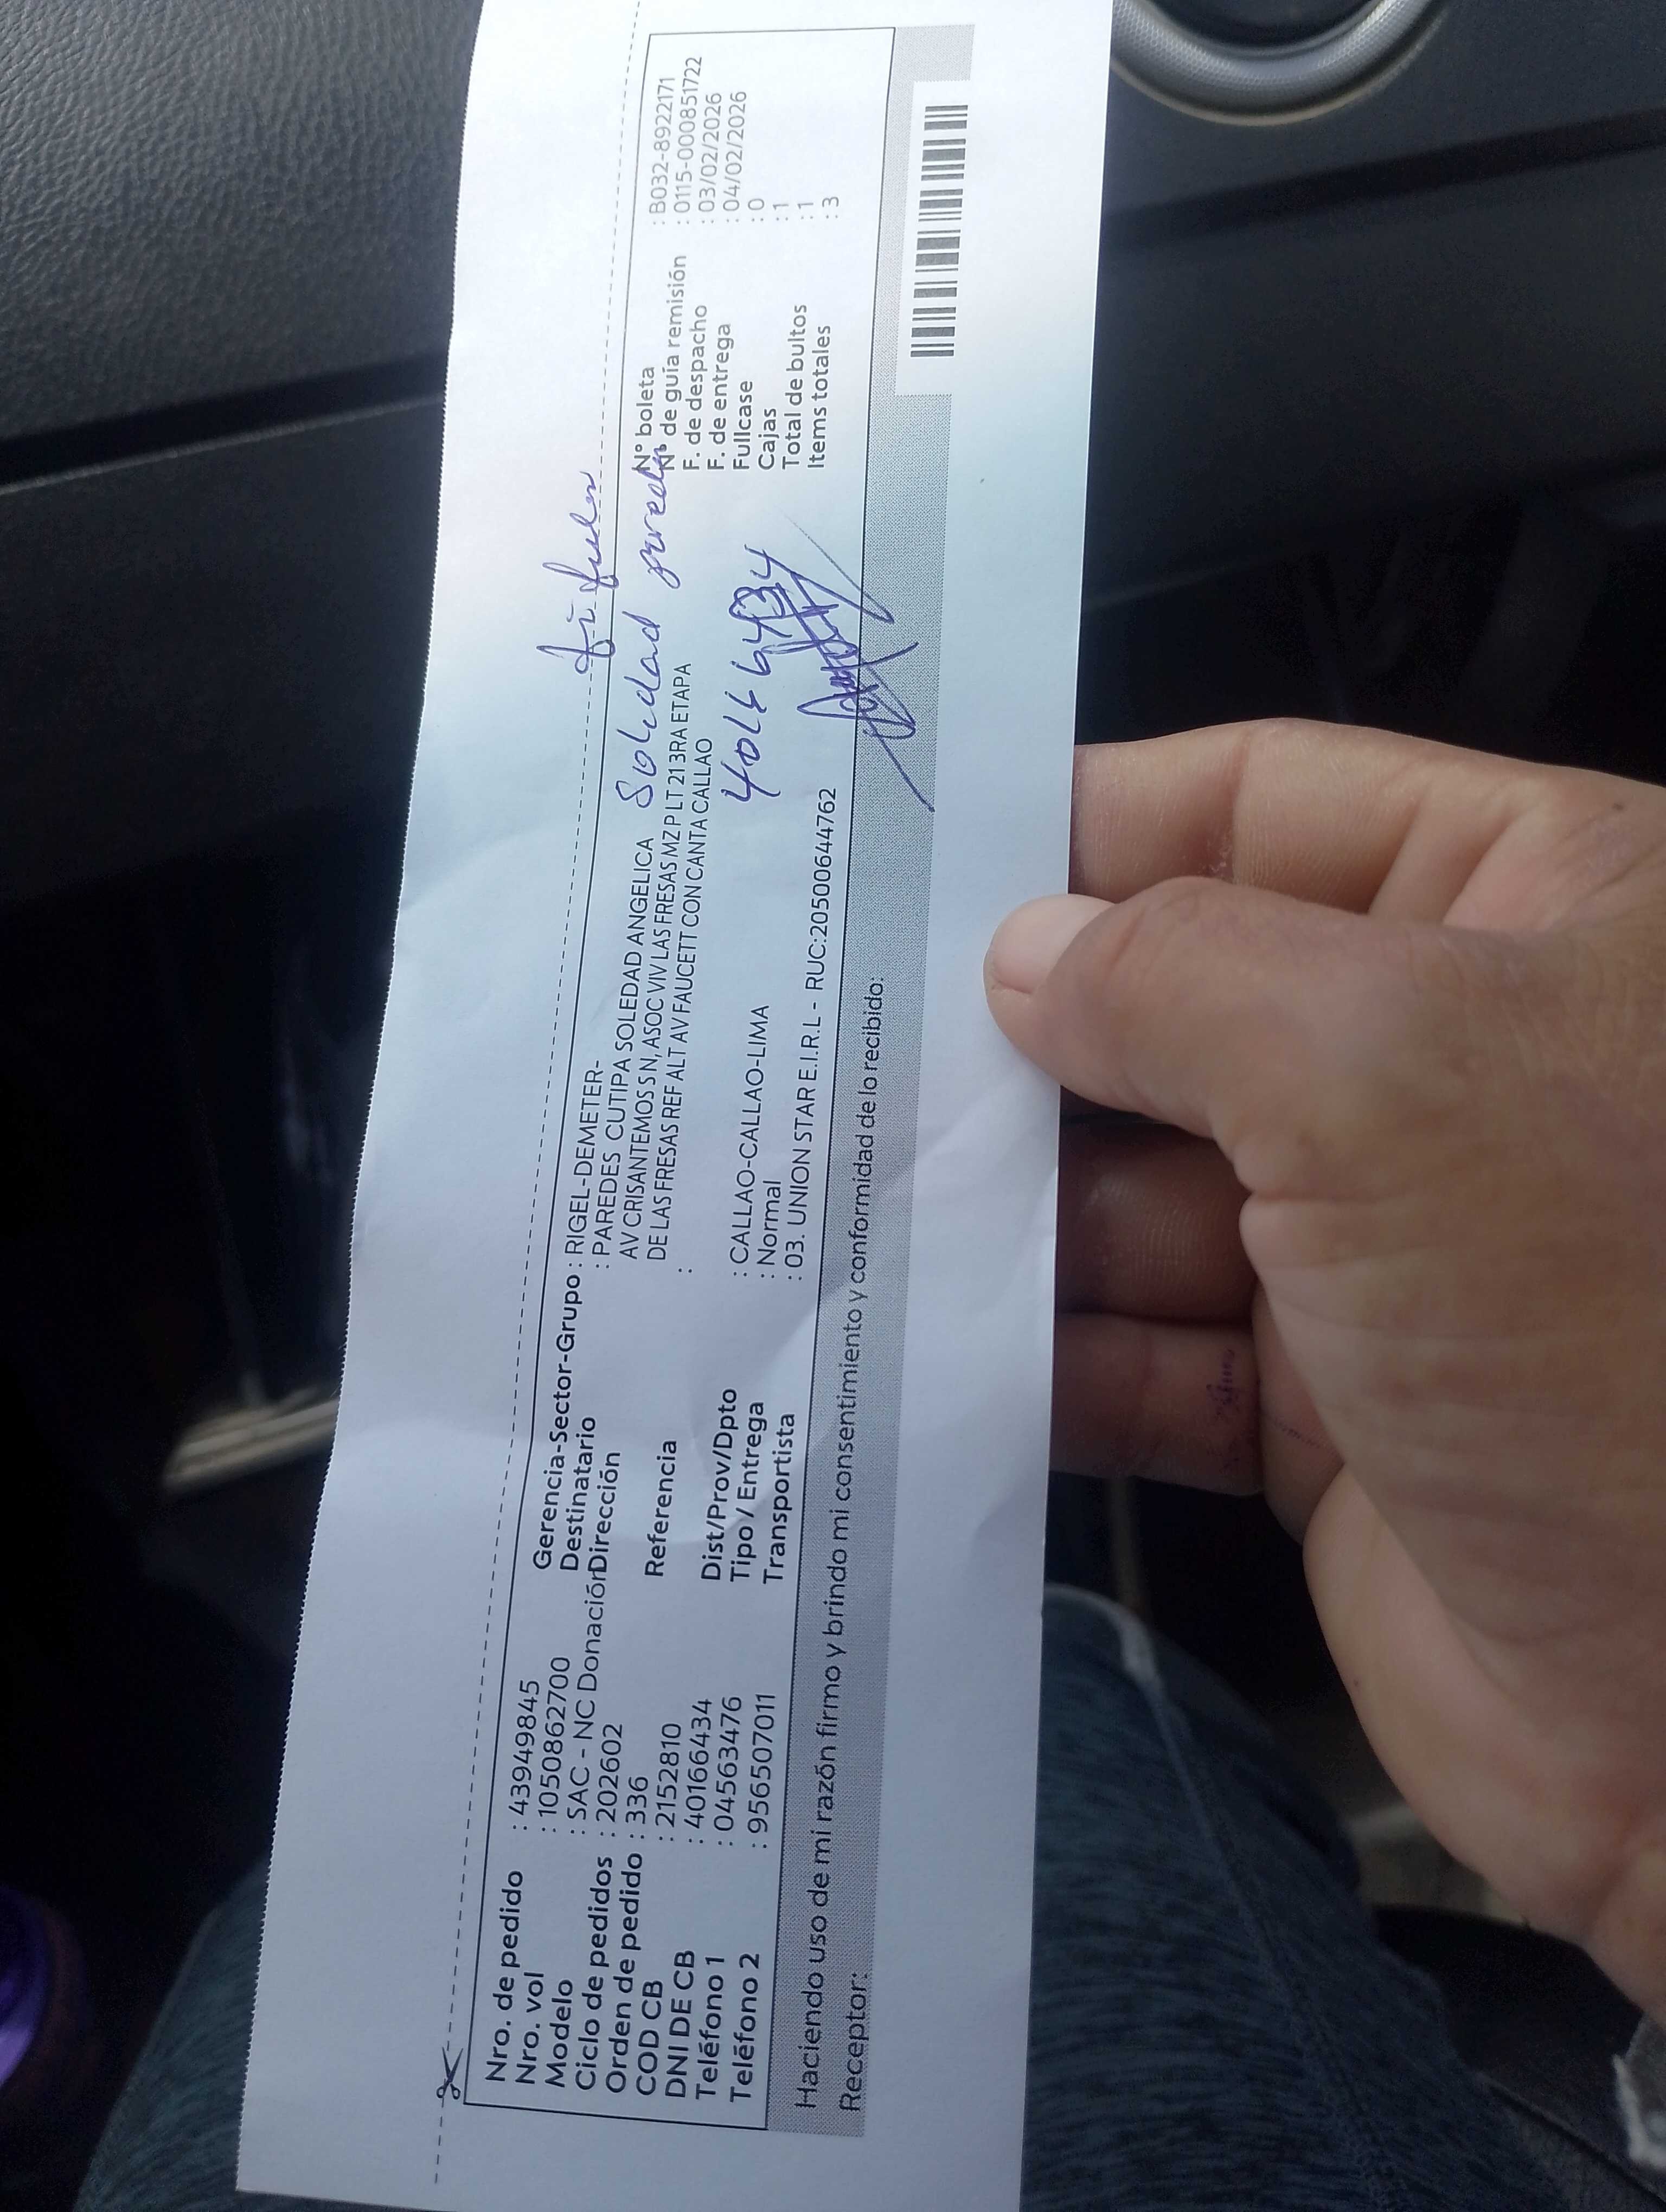 Nro. de pedido : 43949845
Nro. vol : 10508862700
Modelo : SAC - NC Donación
Ciclo de pedidos : 202602
Orden de pedido : 336
COD CB : 2152810
DNI DE CB : 40166434
Teléfono 1 : 04563476
Teléfono 2 : 956507011
Gerencia-Sector-Grupo : RIGEL-DEMETER-
Destinatario : PAREDES CUTIPA SOLEDAD ANGELICA
Dirección AV CRISANTEMOS S N, ASOC VIV LAS FRESAS MZ P LT 21 3RA ETAPA
DE LAS FRESAS REF ALT AV FAUCETT CON CANTA CALLAO
Referencia :
Dist/Prov/Dpto : CALLAO-CALLAO-LIMA
Tipo / Entrega : Normal
Transportista : 03. UNION STAR E.I.R.L - RUC:20500644762
Soledad paredes
40166434
N° boleta : B032-8922171
N° de guía remisión : 0115-000851722
F. de despacho : 03/02/2026
F. de entrega : 04/02/2026
Fullcase : 0
Cajas : 1
Total de bultos : 1
Items totales : 3
Haciendo uso de mi razón firmo y brindo mi consentimiento y conformidad de lo recibido:
Receptor: